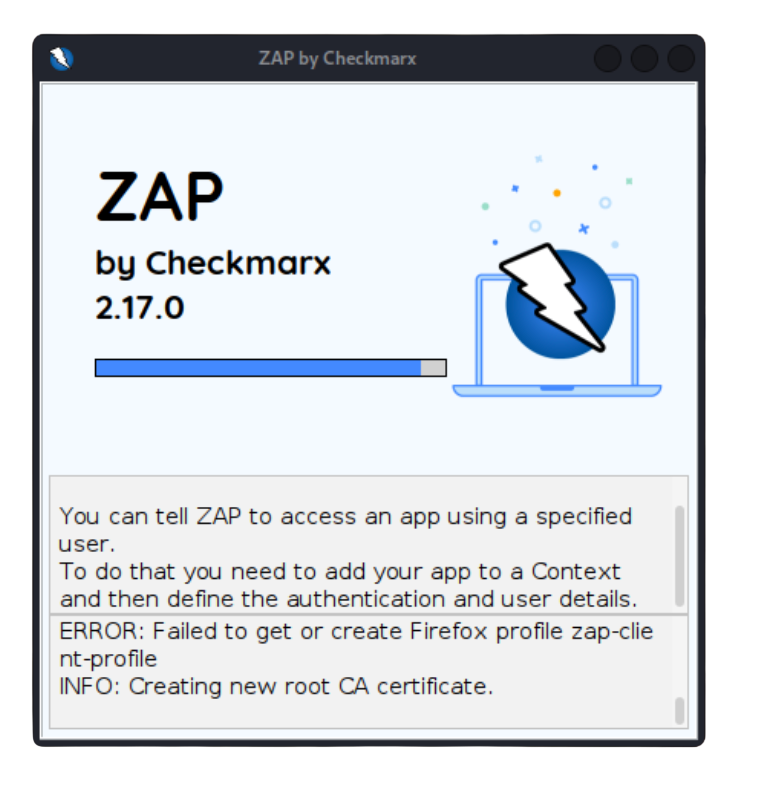 ZAP by Checkmarx
ZAP
by Checkmarx
2.17.0
You can tell ZAP to access an app using a specified
user.
To do that you need to add your app to a Context
and then define the authentication and user details.
ERROR: Failed to get or create Firefox profile zap-clie
nt-profile
INFO: Creating new root CA certificate.